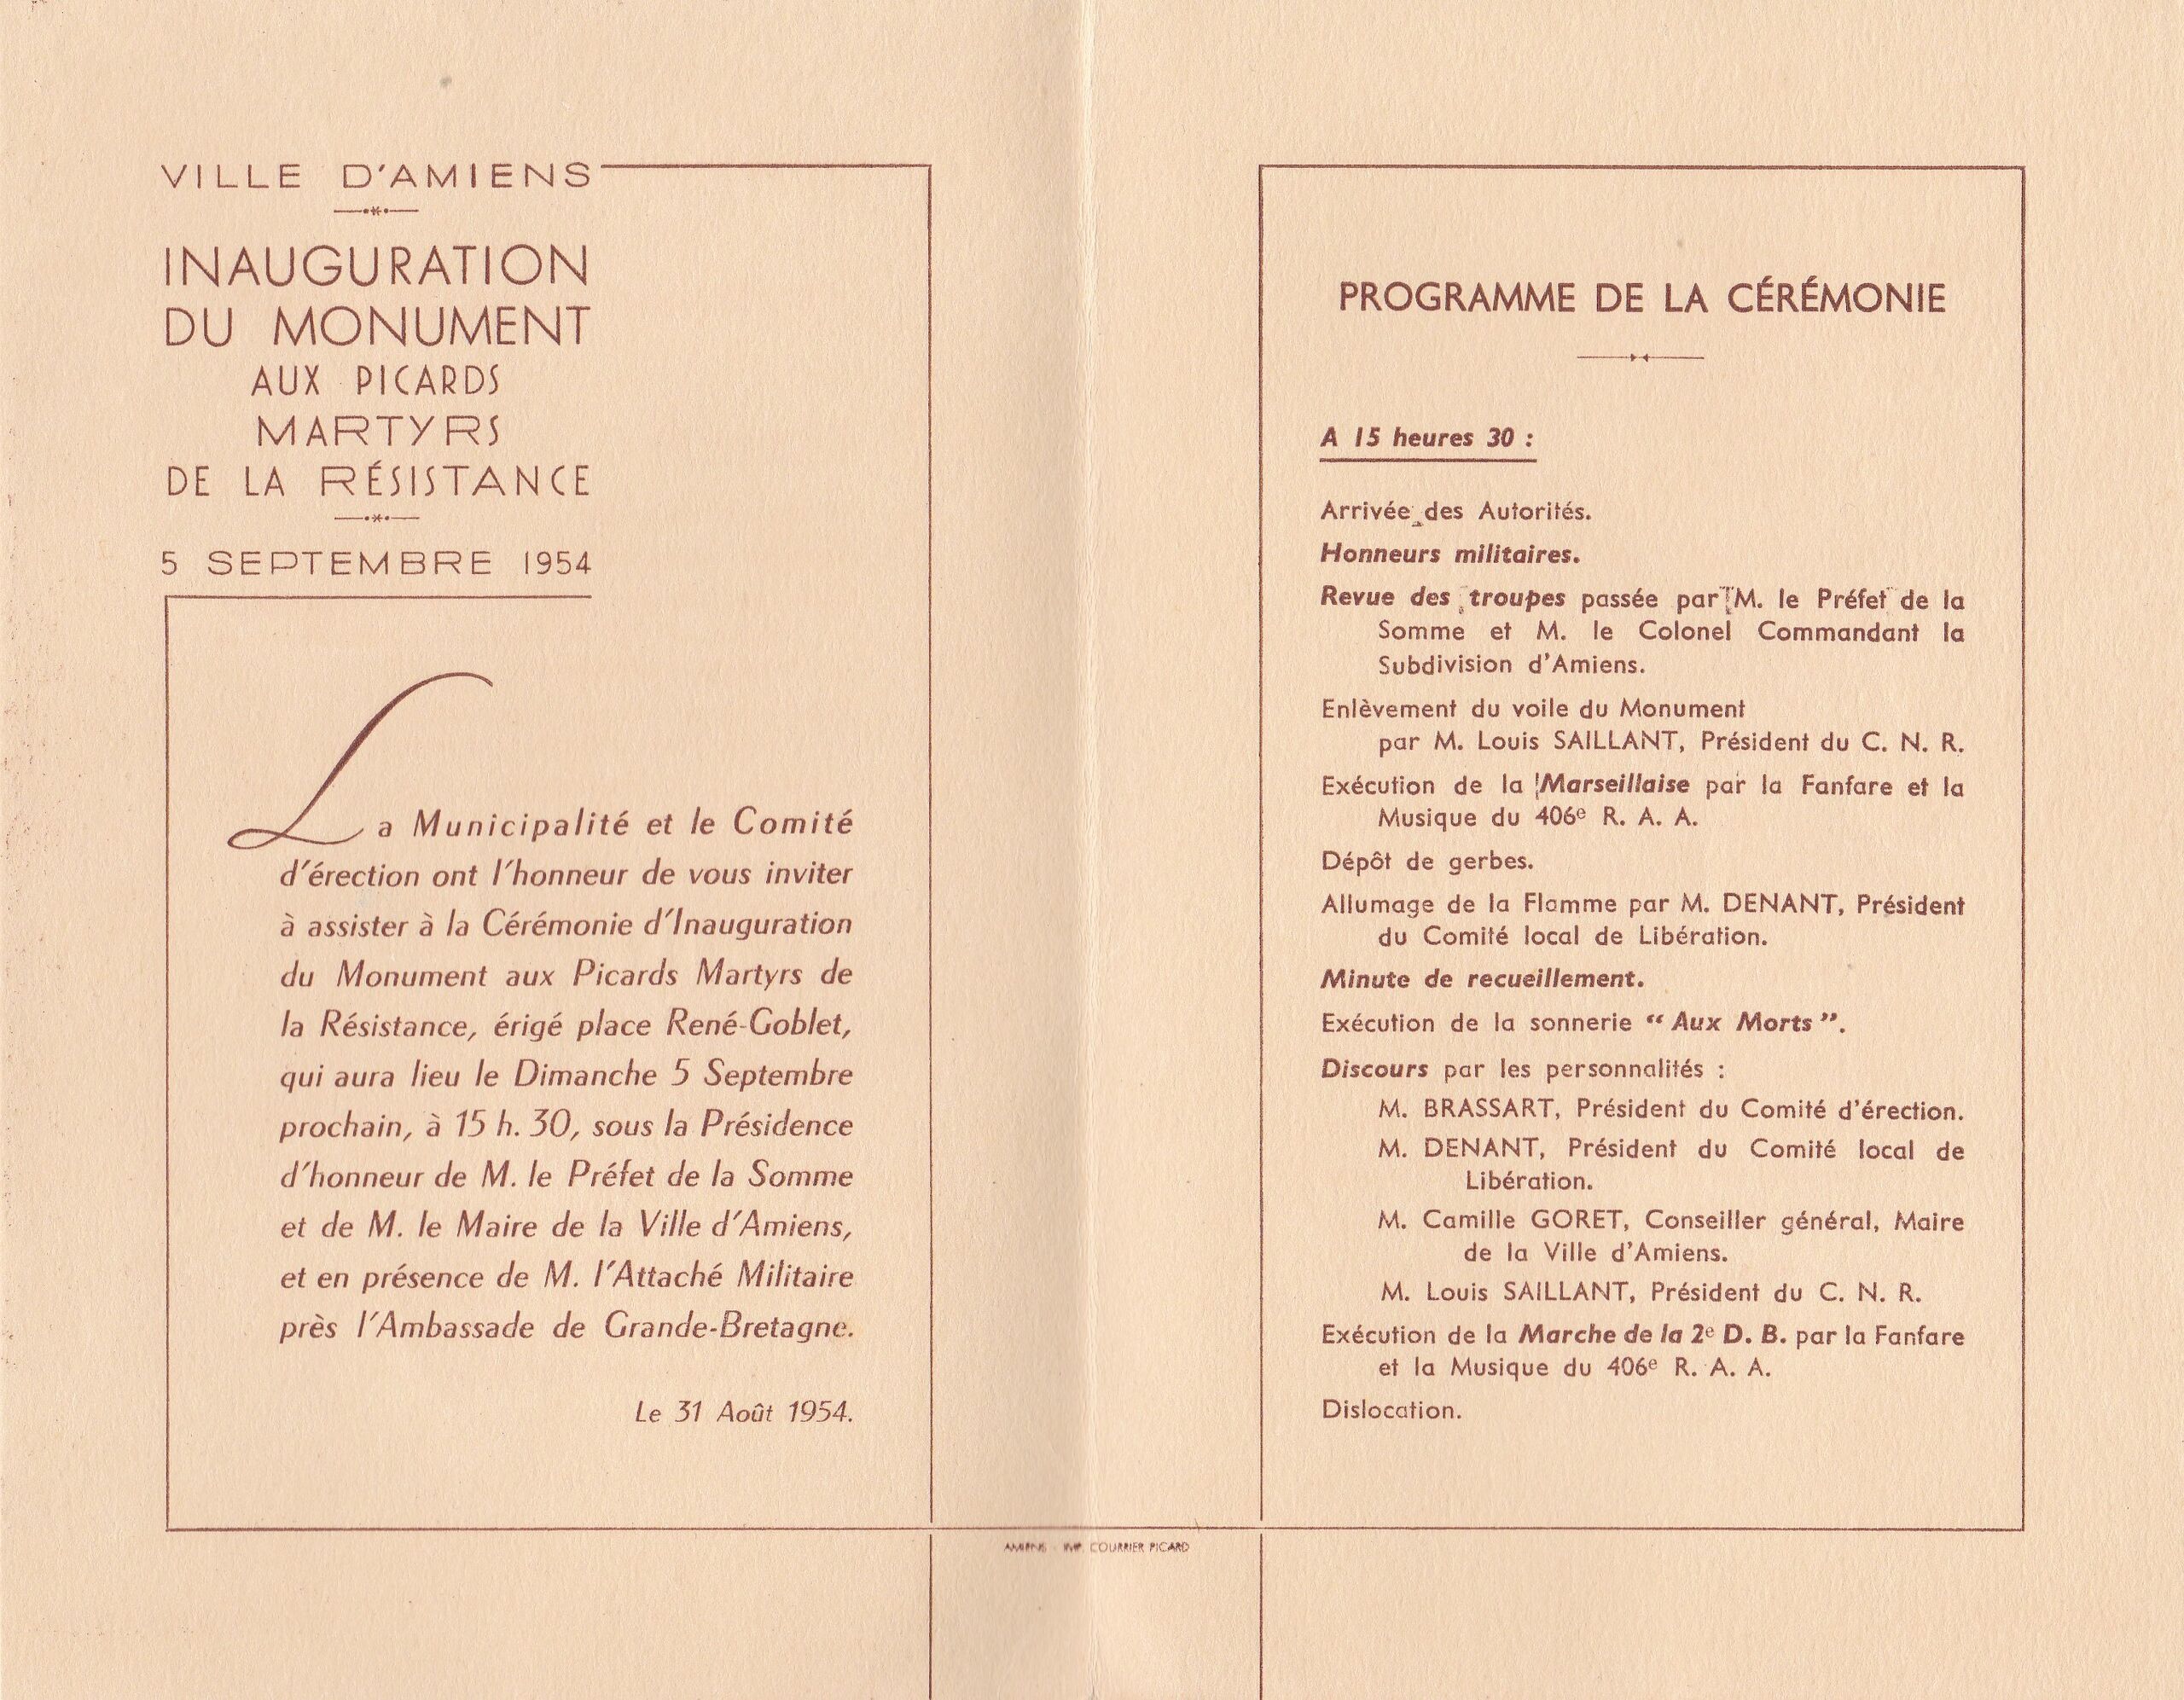 VILLE D'AMIENS
INAUGURATION
DU MONUMENT
AUX PICARDS
MARTYRS
DE LA RÉSISTANCE
5 SEPTEMBRE 1954
La Municipalité et le Comité
d'érection ont l'honneur de vous inviter
à assister à la Cérémonie d'Inauguration
du Monument aux Picards Martyrs de
la Résistance, érigé place René-Goblet,
qui aura lieu le Dimanche 5 Septembre
prochain, à 15 h. 30, sous la Présidence
d'honneur de M. le Préfet de la Somme
et de M. le Maire de la Ville d'Amiens,
et en présence de M. l'Attaché Militaire
près l'Ambassade de Grande-Bretagne.
Le 31 Août 1954.
PROGRAMME DE LA CÉRÉMONIE
A 15 heures 30 :
Arrivée des Autorités.
Honneurs militaires.
Revue des troupes passée par M. le Préfet de la
Somme et M. le Colonel Commandant la
Subdivision d'Amiens.
Enlèvement du voile du Monument
par M. Louis SAILLANT, Président du C. N. R.
Exécution de la Marseillaise par la Fanfare et la
Musique du 406e R. A. A.
Dépôt de gerbes.
Allumage de la Flamme par M. DENANT, Président
du Comité local de Libération.
Minute de recueillement.
Exécution de la sonnerie “ Aux Morts ”.
Discours par les personnalités :
M. BRASSART, Président du Comité d'érection.
M. DENANT, Président du Comité local de
Libération.
M. Camille GORET, Conseiller général, Maire
de la Ville d'Amiens.
M. Louis SAILLANT, Président du C. N. R.
Exécution de la Marche de la 2e D. B. par la Fanfare
et la Musique du 406e R. A. A.
Dislocation.
AMIENS - IMP. COURRIER PICARD